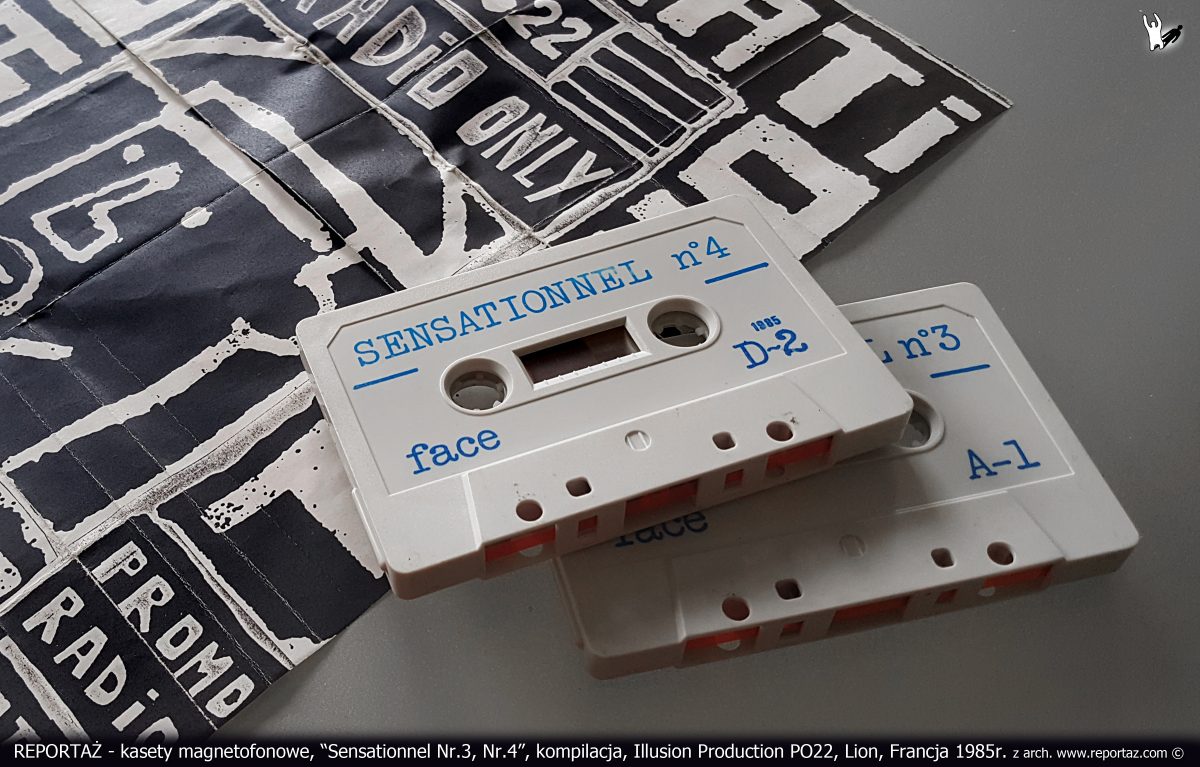 RADiO ONLY
22
SENSATIONNEL n°4
1985
D-2
face
n°3
A-1
face
PROMO
RADiO
REPORTAŻ - kasety magnetofonowe, “Sensationnel Nr.3, Nr.4”, kompilacja, Illusion Production PO22, Lion, Francja 1985r. z arch. www.reportaz.com ©